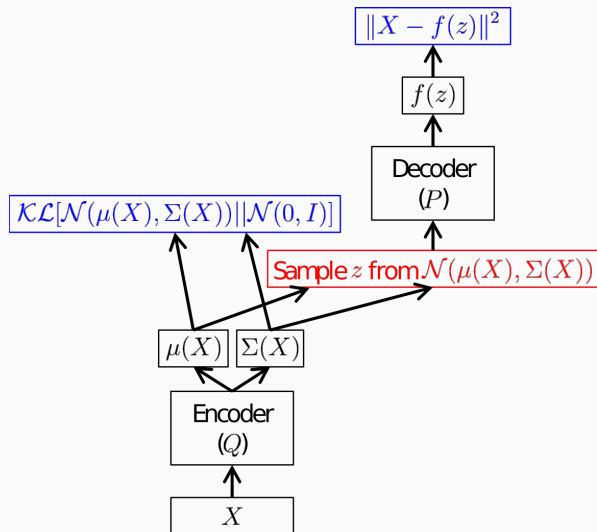 ‖X − f(z)‖²
f(z)
Decoder
(P)
𝒦ℒ[𝒩(μ(X), Σ(X))||𝒩(0, I)]
Sample z from 𝒩(μ(X), Σ(X))
μ(X)
Σ(X)
Encoder
(Q)
X